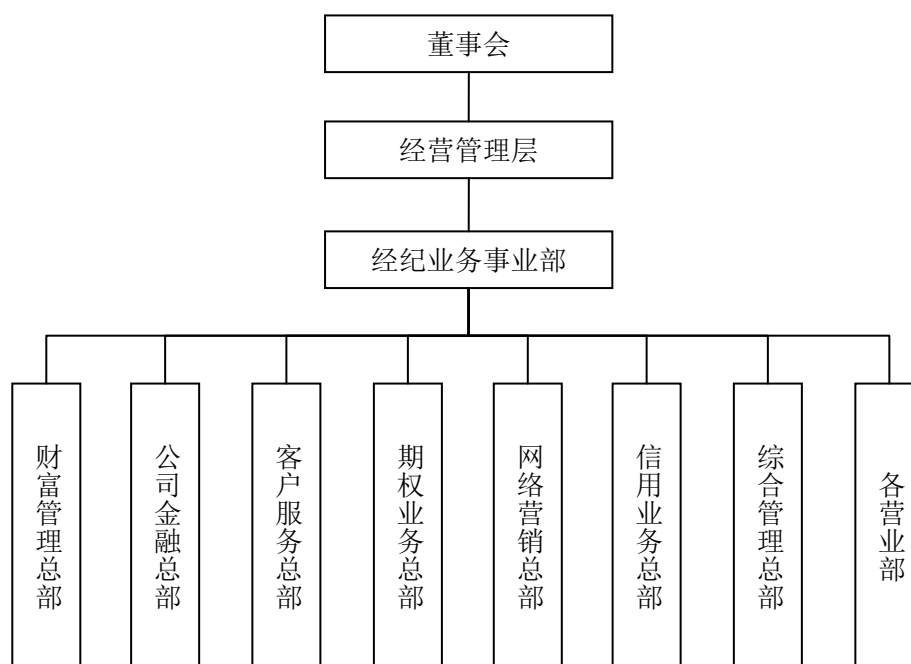 董事会
经营管理层
经纪业务事业部
财富管理总部
公司金融总部
客户服务总部
期权业务总部
网络营销总部
信用业务总部
综合管理总部
各营业部